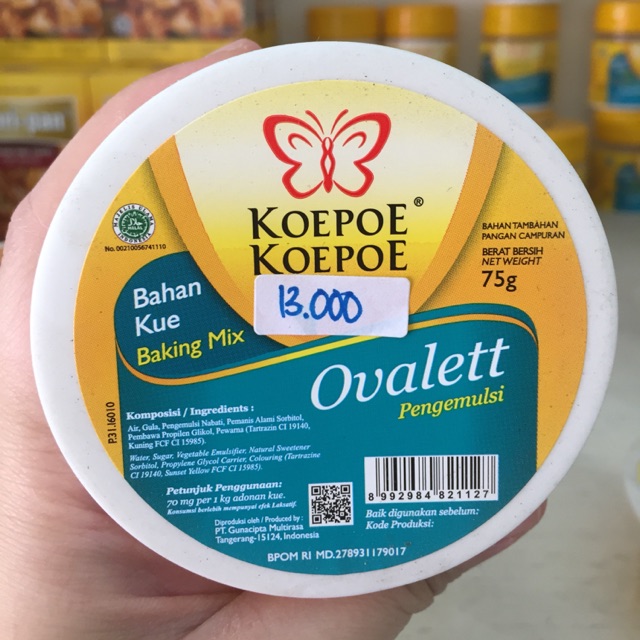 KOEPOE®
KOEPOE
MAJELIS ULAMA
INDONESIA
HALAL
No. 00210056741110
BAHAN TAMBAHAN
PANGAN CAMPURAN
BERAT BERSIH
NET WEIGHT
75g
13.000
Bahan
Kue
Baking Mix
Ovalett
Pengemulsi
P.31.16010
Komposisi / Ingredients :
Air, Gula, Pengemulsi Nabati, Pemanis Alami Sorbitol,
Pembawa Propilen Glikol, Pewarna (Tartrazin CI 19140,
Kuning FCF CI 15985).
Water, Sugar, Vegetable Emulsifier, Natural Sweetener
Sorbitol, Propylene Glycol Carrier, Colouring (Tartrazine
CI 19140, Sunset Yellow FCF CI 15985).
Petunjuk Penggunaan:
70 mg per 1 kg adonan kue.
Konsumsi berlebih mempunyai efek Laksatif.
Diproduksi oleh / Produced by :
PT. Gunacipta Multirasa
Tangerang-15124, Indonesia
8 992984 821127
Baik digunakan sebelum:
Kode Produksi:
BPOM RI MD.278931179017